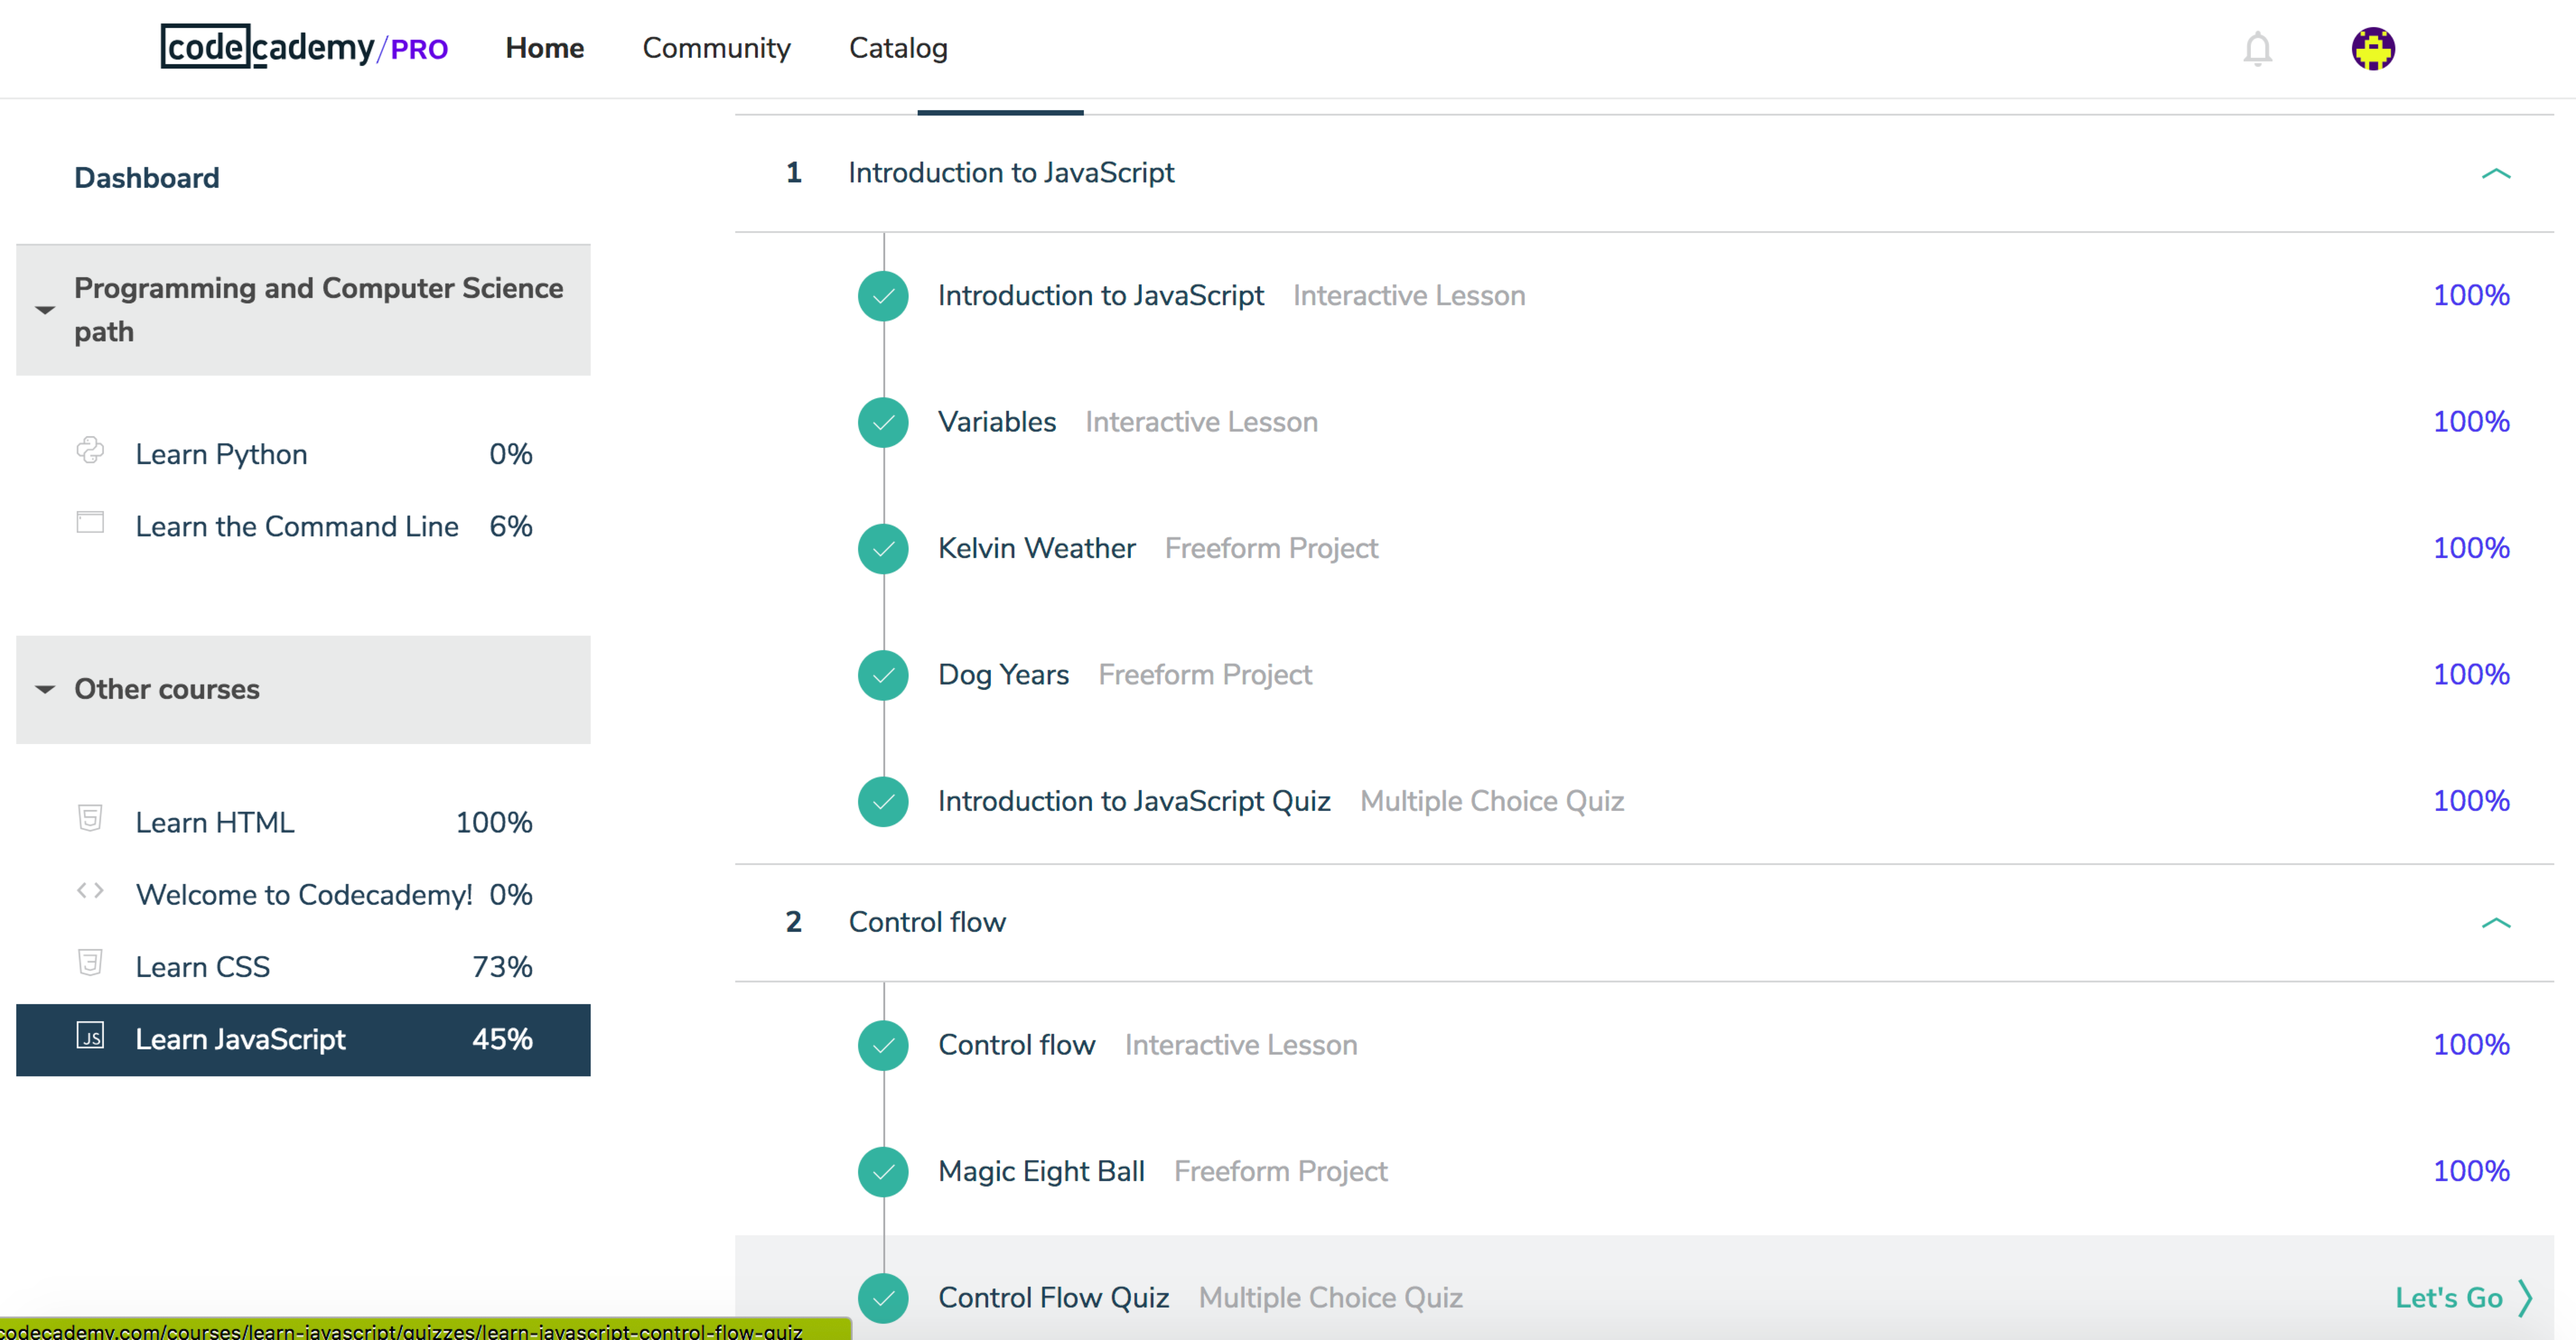 codecademy/PRO Home Community Catalog
Dashboard
Programming and Computer Science
path
Learn Python 0%
Learn the Command Line 6%
Other courses
Learn HTML 100%
Welcome to Codecademy! 0%
Learn CSS 73%
JS Learn JavaScript 45%
1 Introduction to JavaScript
Introduction to JavaScript Interactive Lesson 100%
Variables Interactive Lesson 100%
Kelvin Weather Freeform Project 100%
Dog Years Freeform Project 100%
Introduction to JavaScript Quiz Multiple Choice Quiz 100%
2 Control flow
Control flow Interactive Lesson 100%
Magic Eight Ball Freeform Project 100%
Control Flow Quiz Multiple Choice Quiz Let's Go
codecademy.com/courses/learn-javascript/quizzes/learn-javascript-control-flow-quiz